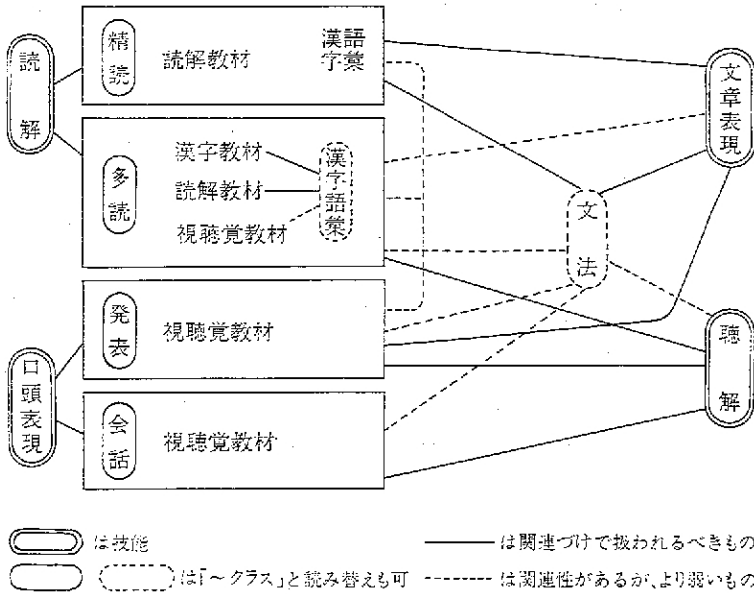 読解
精読
読解教材
漢字
語彙
多読
漢字教材
読解教材
視聴覚教材
漢字語彙
口頭表現
発表
視聴覚教材
会話
視聴覚教材
文法
文章表現
聴解
は技能
は「～クラス」と読み替えも可
は関連づけで扱われるべきもの
は関連性があるが、より弱いもの